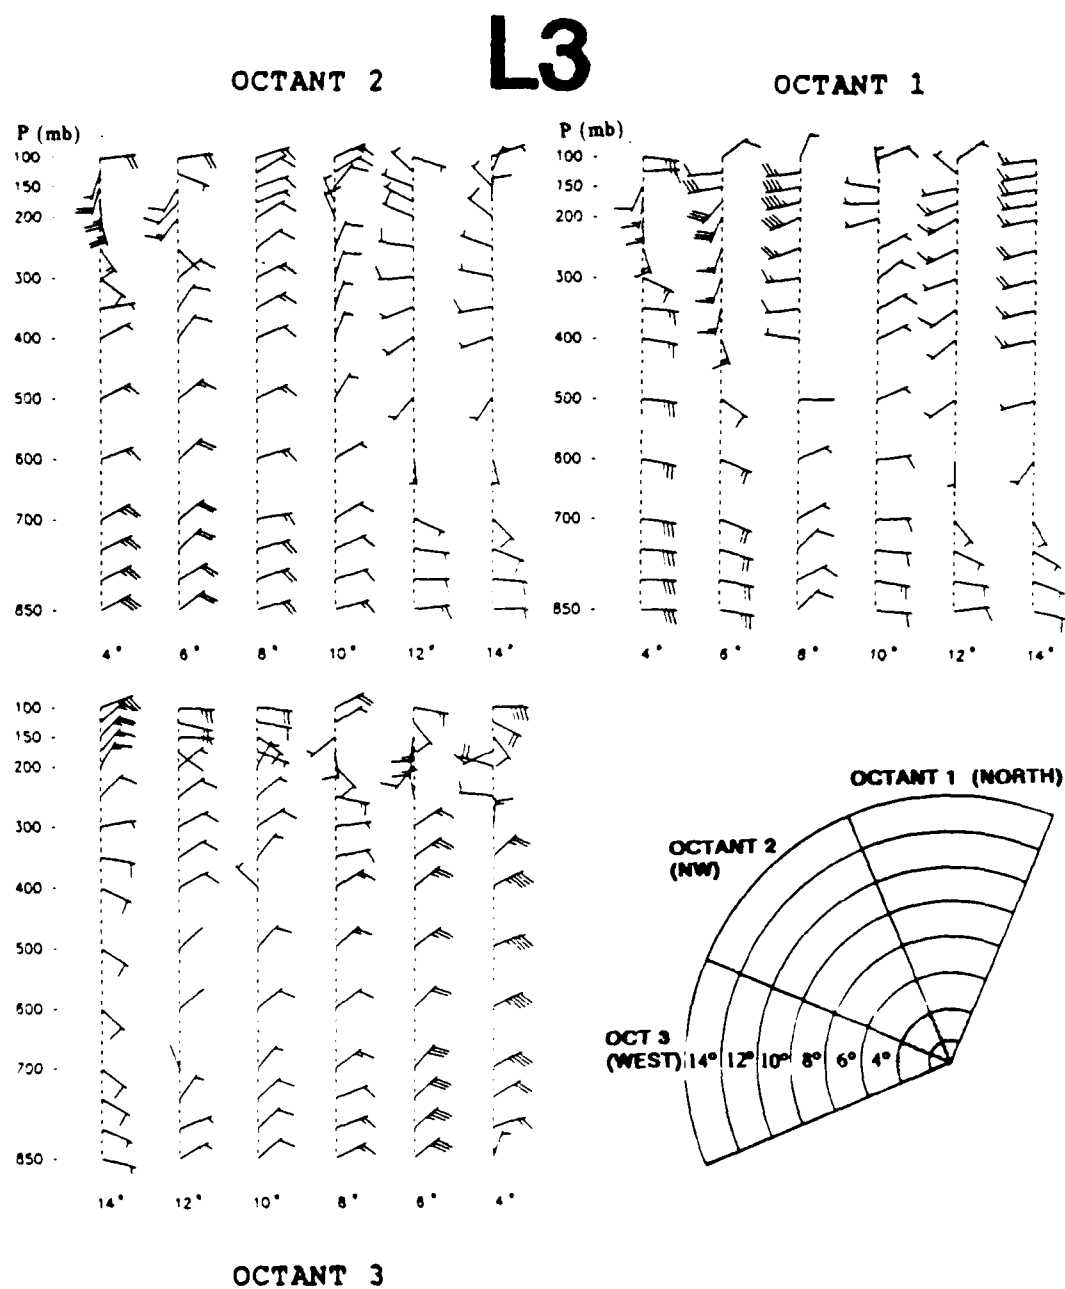 L3
OCTANT 2
OCTANT 1
P (mb)
100
150
200
300
400
500
600
700
850
4° 6° 8° 10° 12° 14°
P (mb)
100
150
200
300
400
500
600
700
850
4° 6° 8° 10° 12° 14°
100
150
200
300
400
500
600
700
850
14° 12° 10° 8° 6° 4°
OCTANT 3
OCTANT 1 (NORTH)
OCTANT 2
(NW)
OCT 3
(WEST) 14° 12° 10° 8° 6° 4°